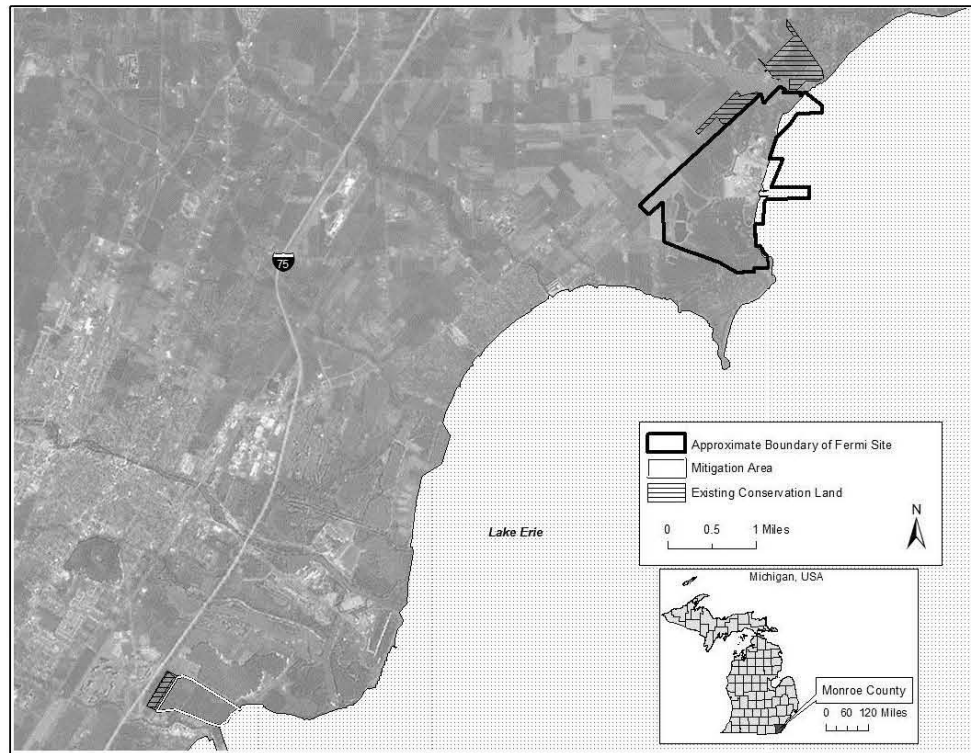 75
Lake Erie
Approximate Boundary of Fermi Site
Mitigation Area
Existing Conservation Land
N
0 0.5 1 Miles
Michigan, USA
Monroe County
0 60 120 Miles